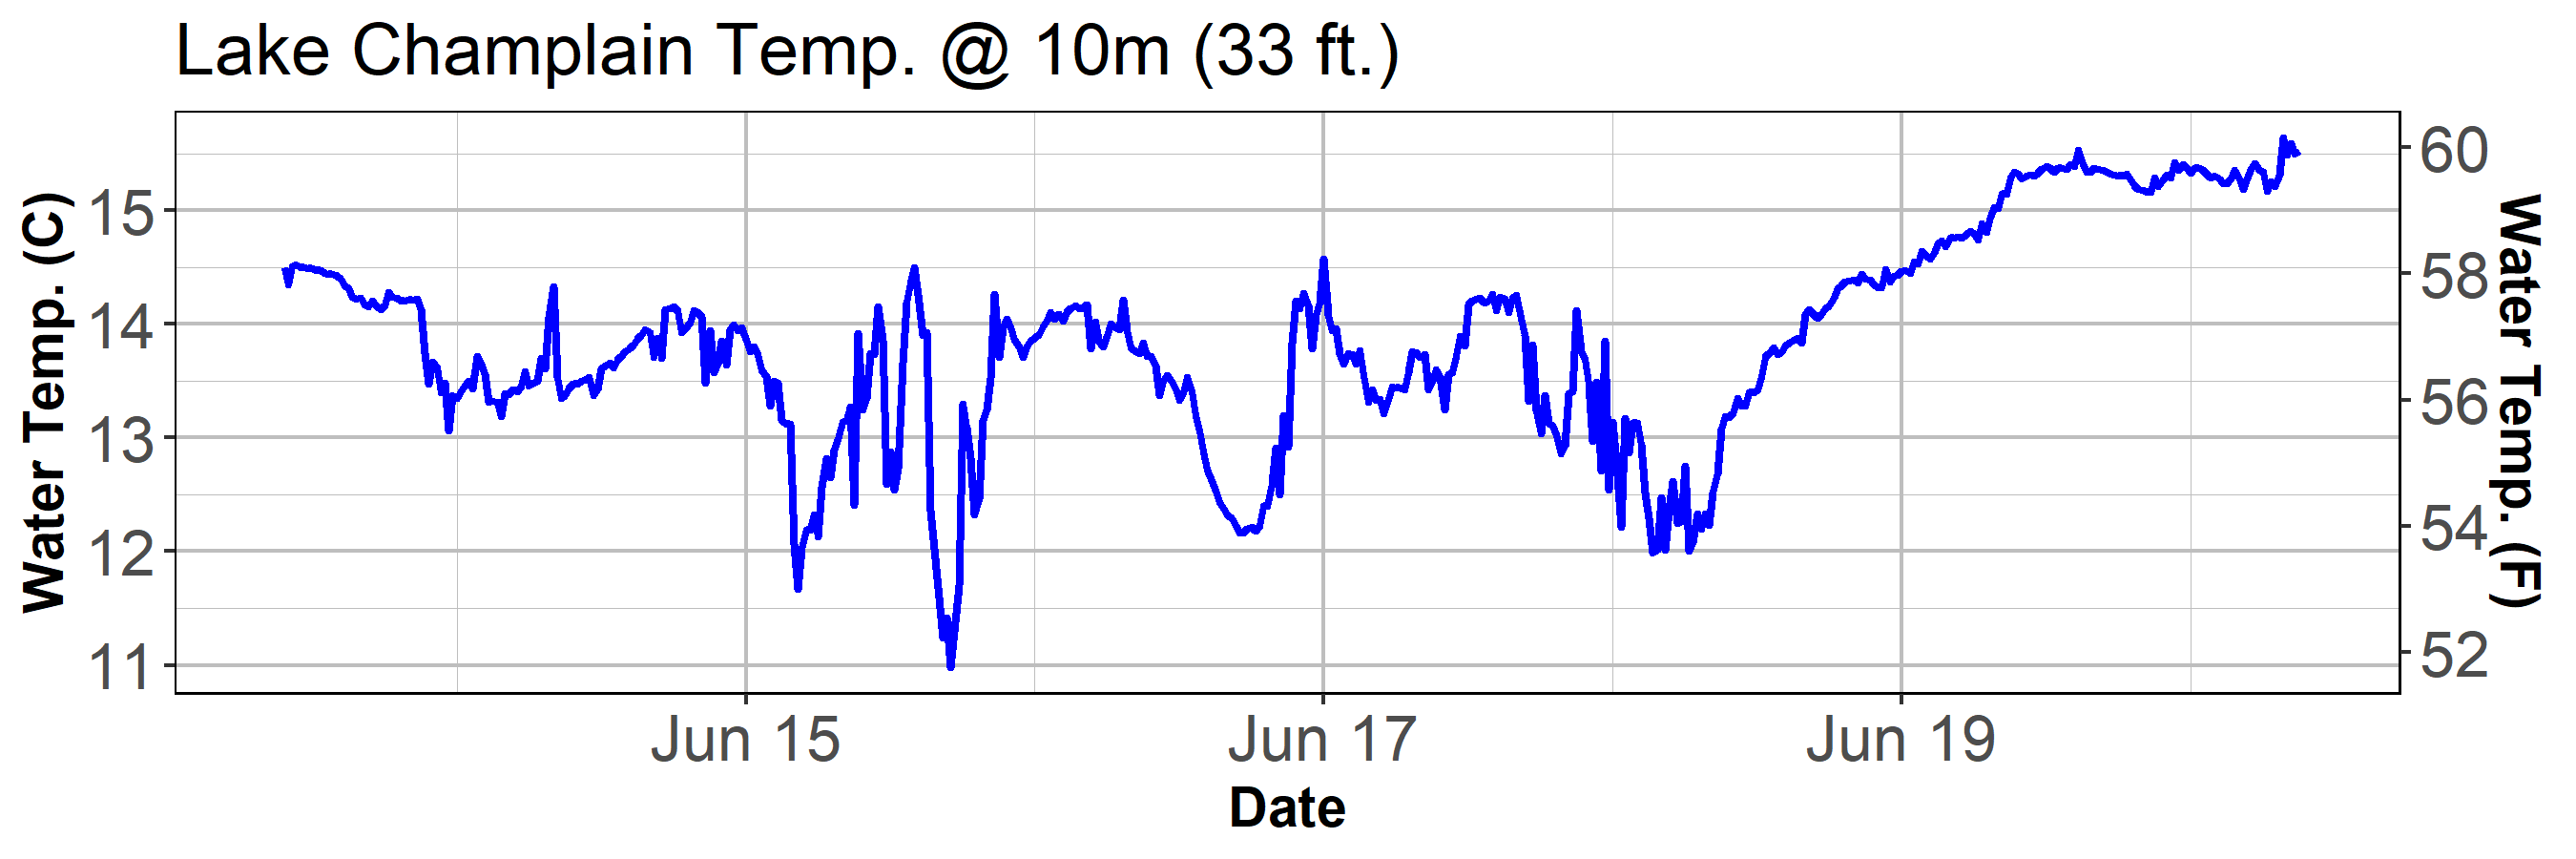 Lake Champlain Temp. @ 10m (33 ft.)
Water Temp. (C)
15
14
13
12
11
60
58
56
54
52
Water Temp. (F)
Jun 15
Jun 17
Jun 19
Date